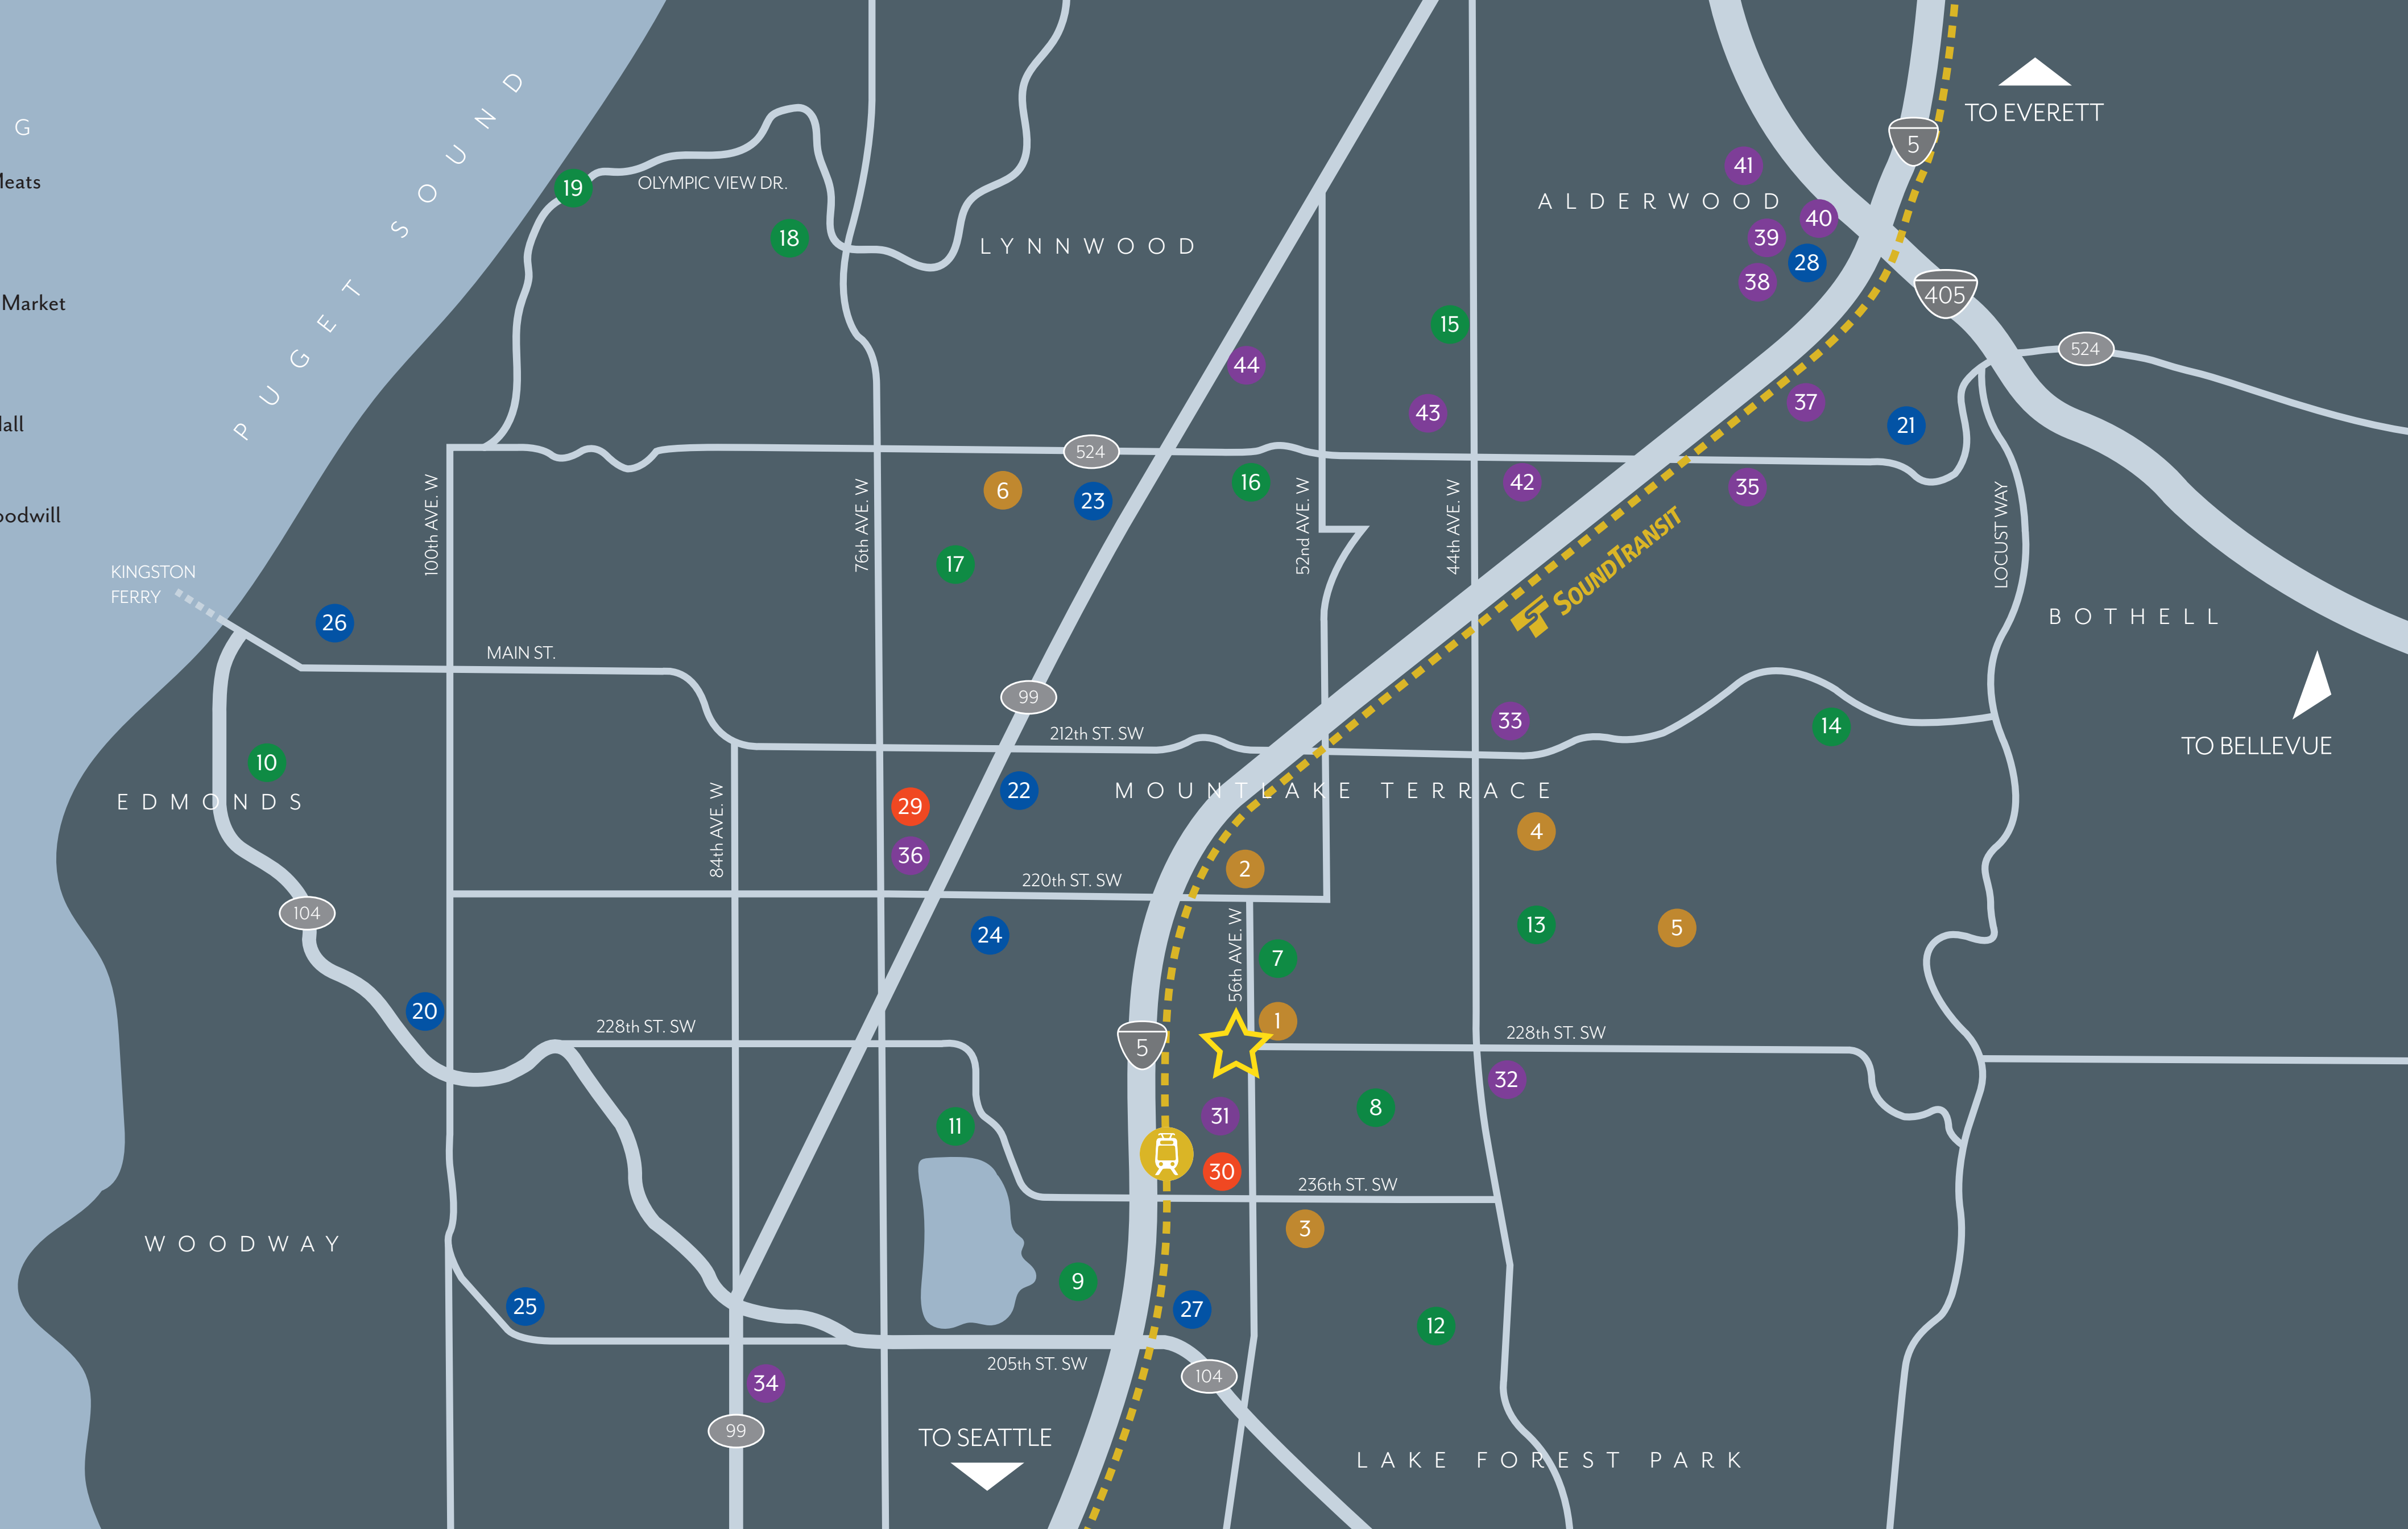 G
Meats
Market
PUGET SOUND
TO EVERETT
5
41
ALDERWOOD
19
OLYMPIC VIEW DR.
18
LYNNWOOD
40
39
28
38
405
15
524
44
43
37
21
524
6
23
16
42
35
100th AVE. W
76th AVE. W
52nd AVE. W
44th AVE. W
LOCUST WAY
SOUNDTRANSIT
17
KINGSTON
FERRY
26
BOTHELL
MAIN ST.
99
33
14
212th ST. SW
TO BELLEVUE
10
22
MOUNTLAKE TERRACE
EDMONDS
29
84th AVE. W
4
36
2
220th ST. SW
104
24
13
5
56th AVE. W
7
20
1
228th ST. SW
5
228th ST. SW
32
31
8
11
30
236th ST. SW
3
WOODWAY
9
25
27
12
205th ST. SW
104
34
99
TO SEATTLE
LAKE FOREST PARK